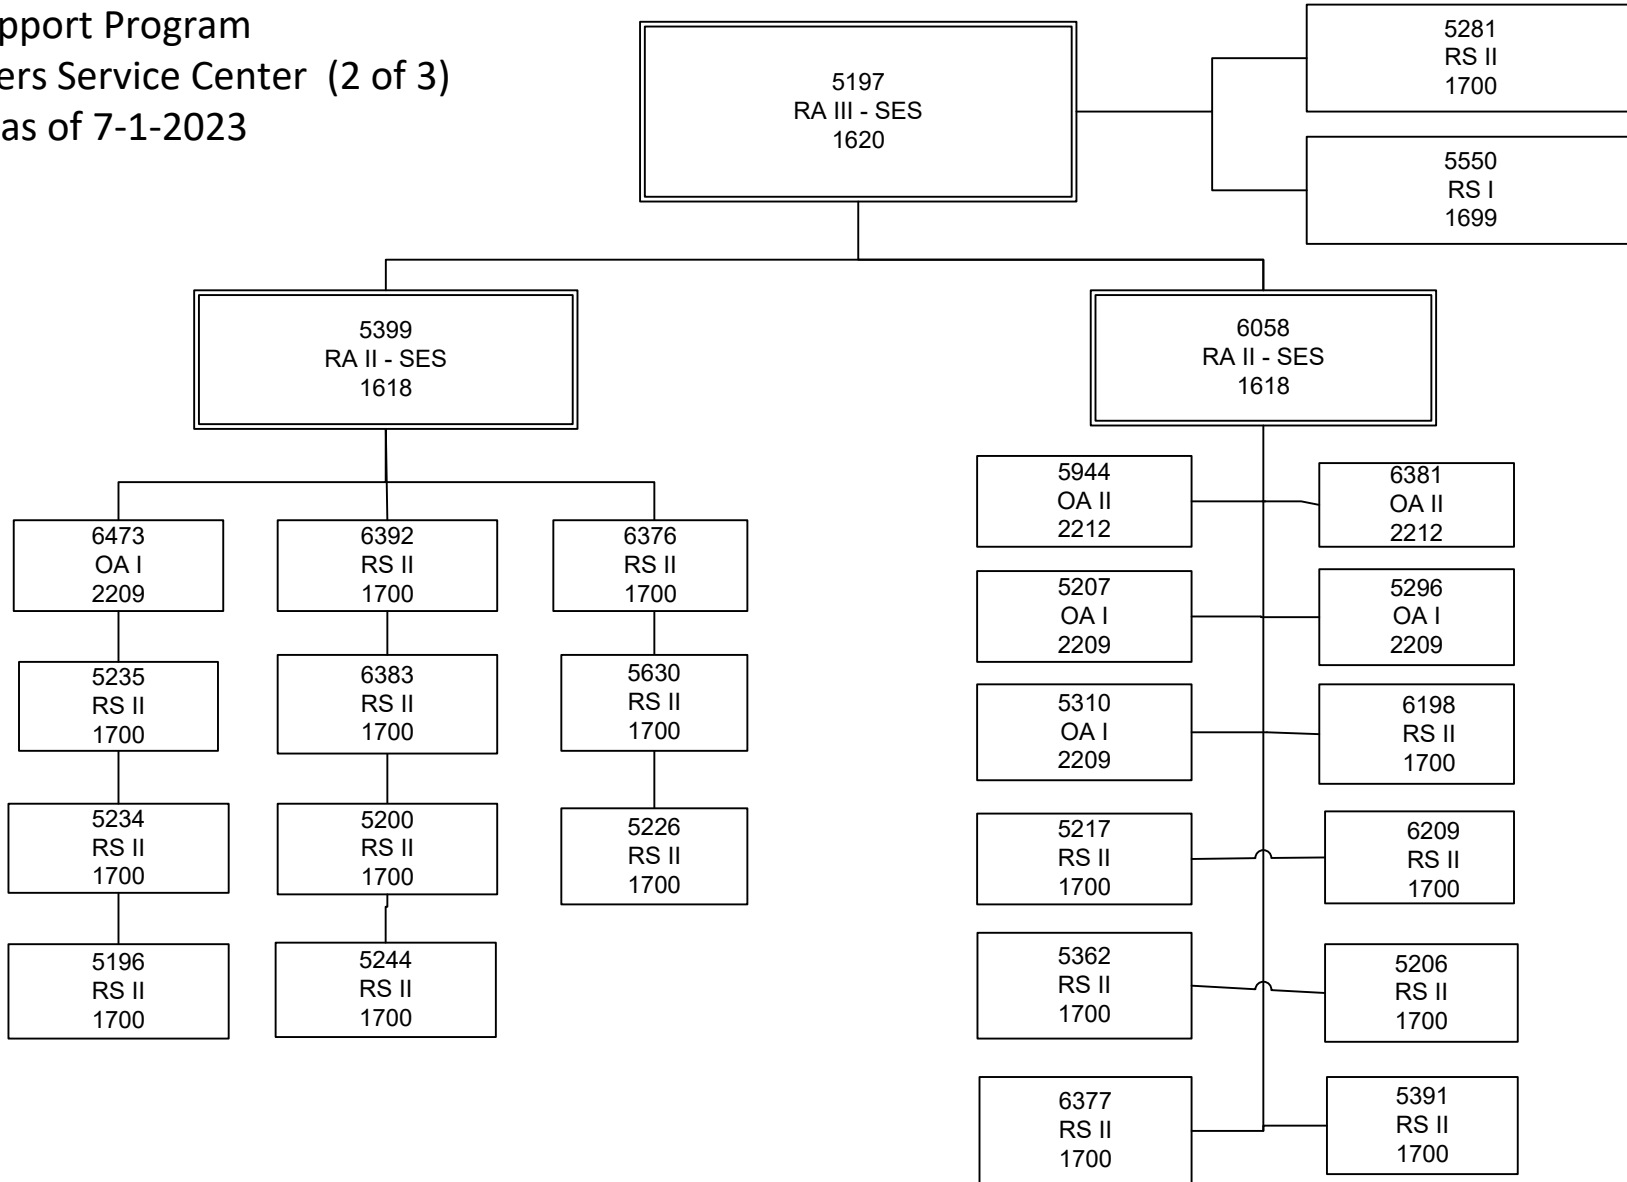 pport Program
ers Service Center (2 of 3)
as of 7-1-2023
5197
RA III - SES
1620
5281
RS II
1700
5550
RS I
1699
5399
RA II - SES
1618
6058
RA II - SES
1618
6473
OA I
2209
6392
RS II
1700
6376
RS II
1700
5235
RS II
1700
6383
RS II
1700
5630
RS II
1700
5234
RS II
1700
5200
RS II
1700
5226
RS II
1700
5196
RS II
1700
5244
RS II
1700
5944
OA II
2212
6381
OA II
2212
5207
OA I
2209
5296
OA I
2209
5310
OA I
2209
6198
RS II
1700
5217
RS II
1700
6209
RS II
1700
5362
RS II
1700
5206
RS II
1700
6377
RS II
1700
5391
RS II
1700